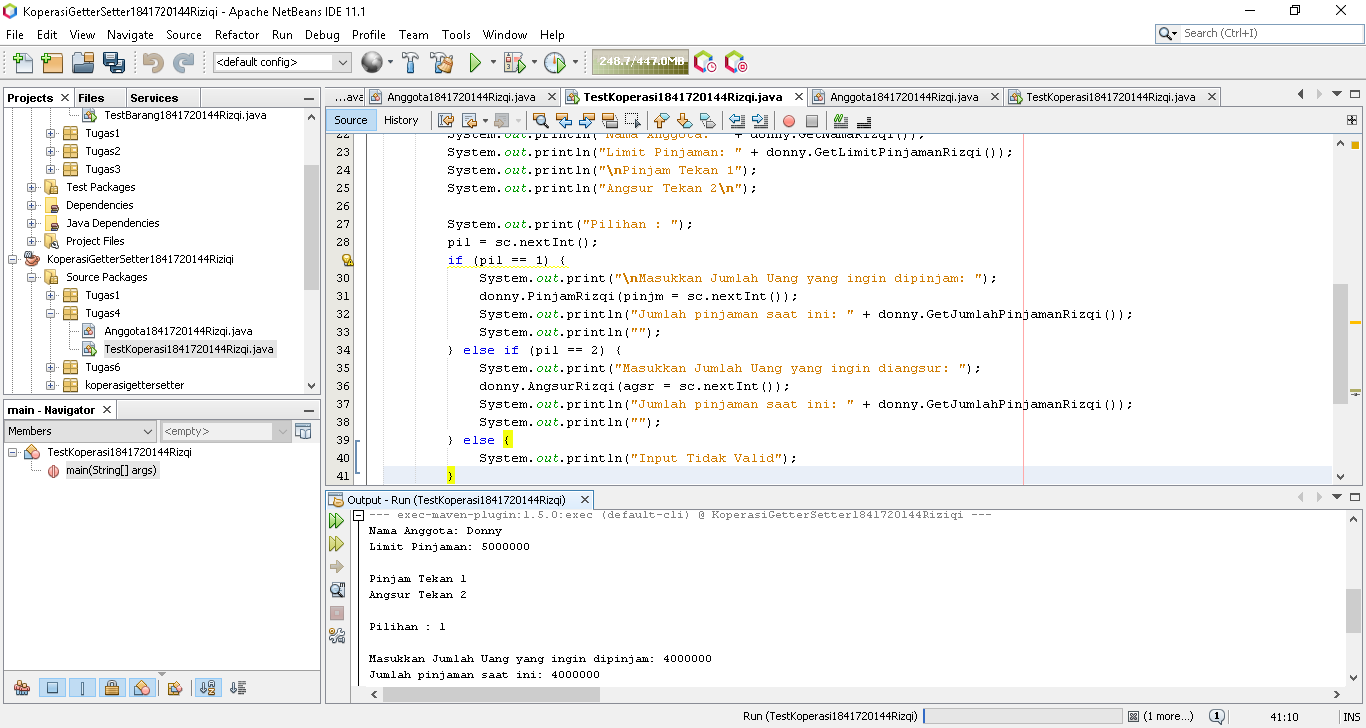 KoperasiGetterSetter1841720144Riziqi - Apache NetBeans IDE 11.1
File Edit View Navigate Source Refactor Run Debug Profile Team Tools Window Help
Search (Ctrl+I)
<default config>
248.7/447.0MB
Projects Files Services
TestBarang1841720144Rizqi.java
Tugas1
Tugas2
Tugas3
Test Packages
Dependencies
Java Dependencies
Project Files
KoperasiGetterSetter1841720144Riziqi
Source Packages
Tugas1
Tugas4
Anggota1841720144Rizqi.java
TestKoperasi1841720144Rizqi.java
Tugas6
koperasigettersetter
main - Navigator
Members
<empty>
TestKoperasi1841720144Rizqi
main(String[] args)
...ava Anggota1841720144Rizqi.java TestKoperasi1841720144Rizqi.java Anggota1841720144Rizqi.java TestKoperasi1841720144Rizqi.java
Source History
22 System.out.println("Nama Anggota: " + donny.GetNamaRizqi());
23 System.out.println("Limit Pinjaman: " + donny.GetLimitPinjamanRizqi());
24 System.out.println("\nPinjam Tekan 1");
25 System.out.println("Angsur Tekan 2\n");
26
27 System.out.print("Pilihan : ");
28 pil = sc.nextInt();
if (pil == 1) {
30 System.out.print("\nMasukkan Jumlah Uang yang ingin dipinjam: ");
31 donny.PinjamRizqi(pinjm = sc.nextInt());
32 System.out.println("Jumlah pinjaman saat ini: " + donny.GetJumlahPinjamanRizqi());
33 System.out.println("");
34 } else if (pil == 2) {
35 System.out.print("Masukkan Jumlah Uang yang ingin diangsur: ");
36 donny.AngsurRizqi(agsr = sc.nextInt());
37 System.out.println("Jumlah pinjaman saat ini: " + donny.GetJumlahPinjamanRizqi());
38 System.out.println("");
39 } else {
40 System.out.println("Input Tidak Valid");
41 }
Output - Run (TestKoperasi1841720144Rizqi)
--- exec-maven-plugin:1.5.0:exec (default-cli) @ KoperasiGetterSetter1841720144Riziqi ---
Nama Anggota: Donny
Limit Pinjaman: 5000000
Pinjam Tekan 1
Angsur Tekan 2
Pilihan : 1
Masukkan Jumlah Uang yang ingin dipinjam: 4000000
Jumlah pinjaman saat ini: 4000000
Run (TestKoperasi1841720144Rizqi) (1 more...) 1 41:10 INS